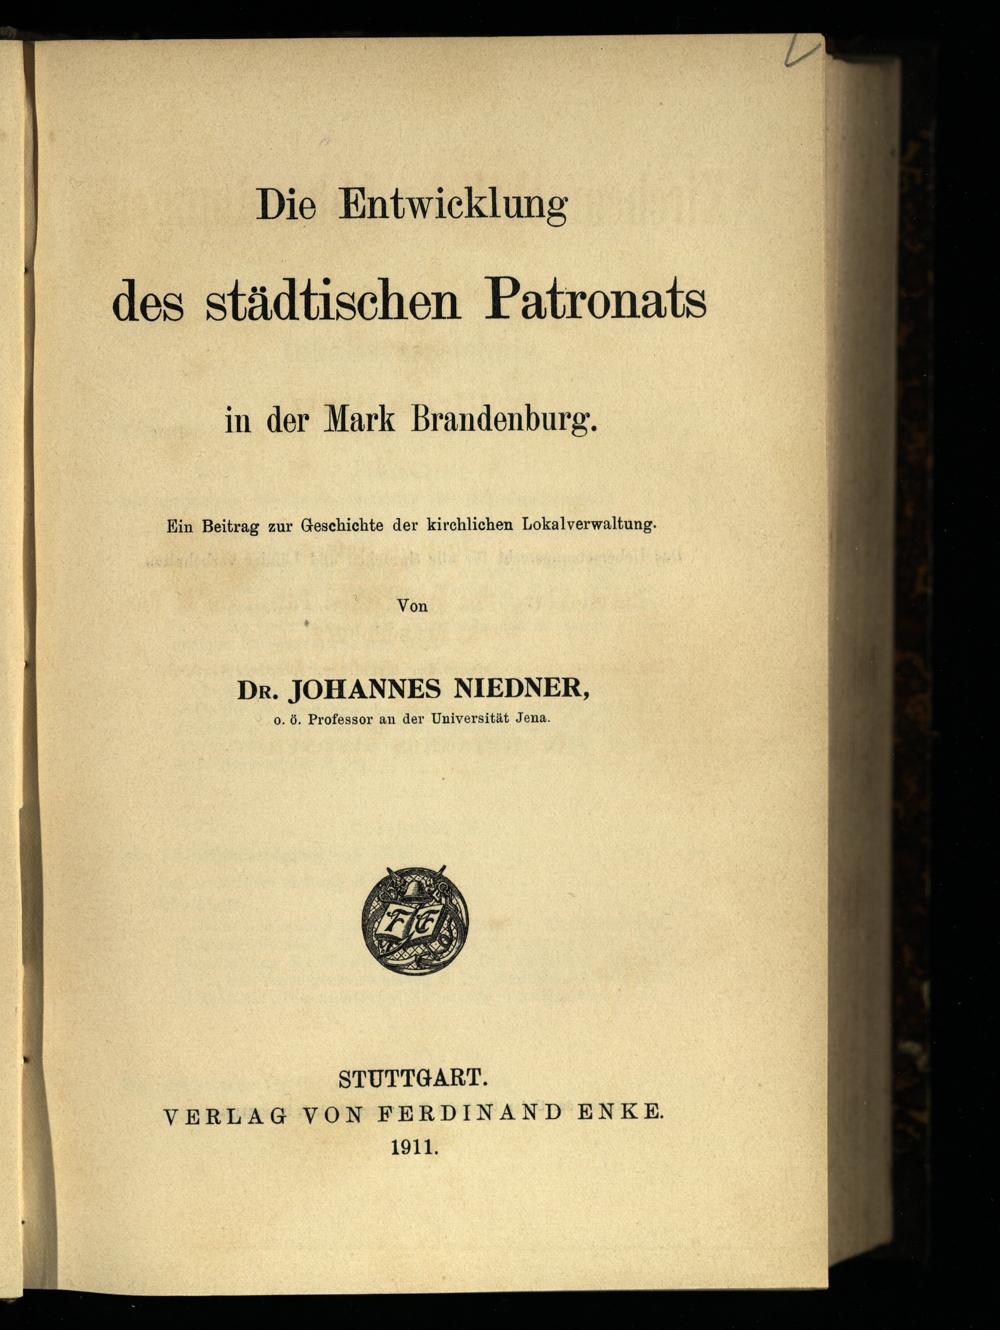 Die Entwicklung
des städtischen Patronats
in der Mark Brandenburg.
Ein Beitrag zur Geschichte der kirchlichen Lokalverwaltung.
Von
DR. JOHANNES NIEDNER,
o. ö. Professor an der Universität Jena.
F E
STUTTGART.
VERLAG VON FERDINAND ENKE.
1911.